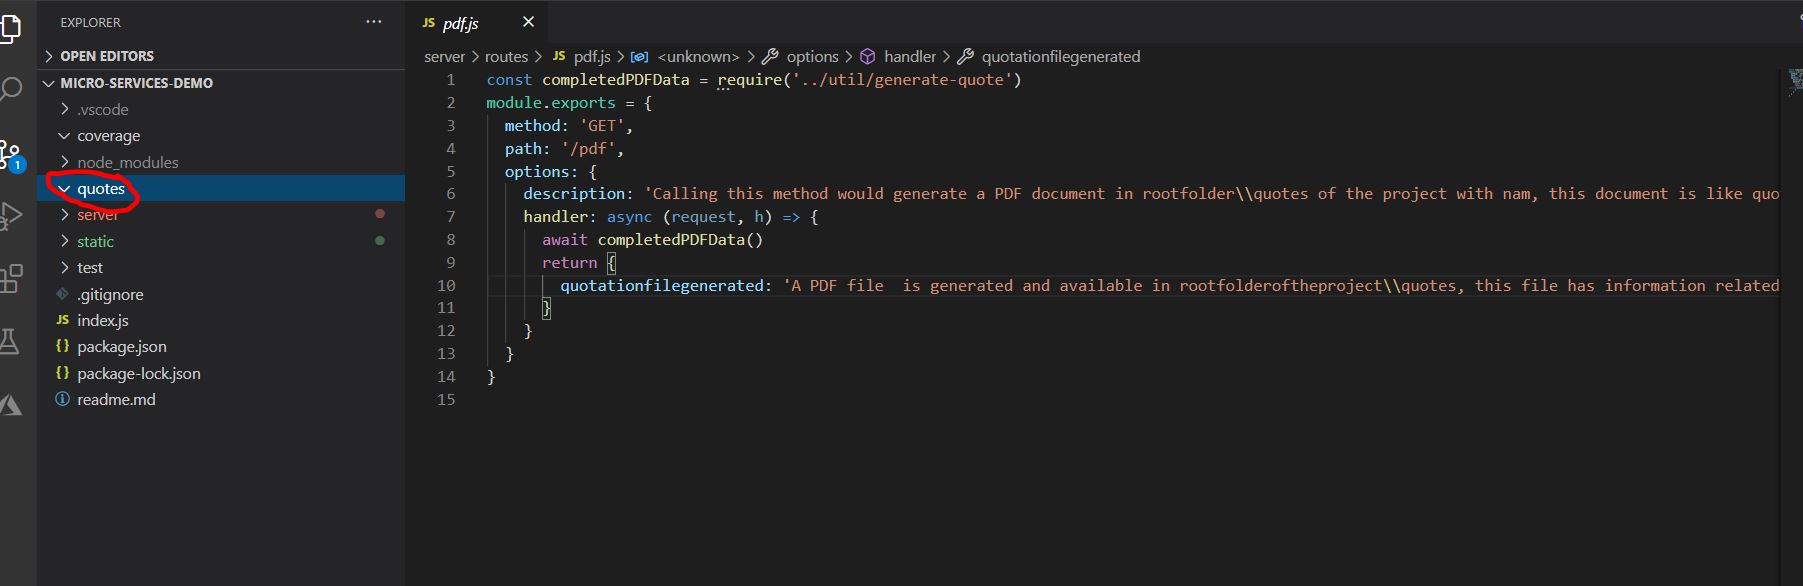 EXPLORER
OPEN EDITORS
MICRO-SERVICES-DEMO
.vscode
coverage
node_modules
quotes
server
static
test
.gitignore
JS index.js
{} package.json
{} package-lock.json
readme.md
1
JS pdf.js
server > routes > JS pdf.js > <unknown> > options > handler > quotationfilegenerated
1 const completedPDFData = require('../util/generate-quote')
2 module.exports = {
3 method: 'GET',
4 path: '/pdf',
5 options: {
6 description: 'Calling this method would generate a PDF document in rootfolder\\quotes of the project with nam, this document is like quo
7 handler: async (request, h) => {
8 await completedPDFData()
9 return {
10 quotationfilegenerated: 'A PDF file  is generated and available in rootfolderoftheproject\\quotes, this file has information related
11 }
12 }
13 }
14 }
15